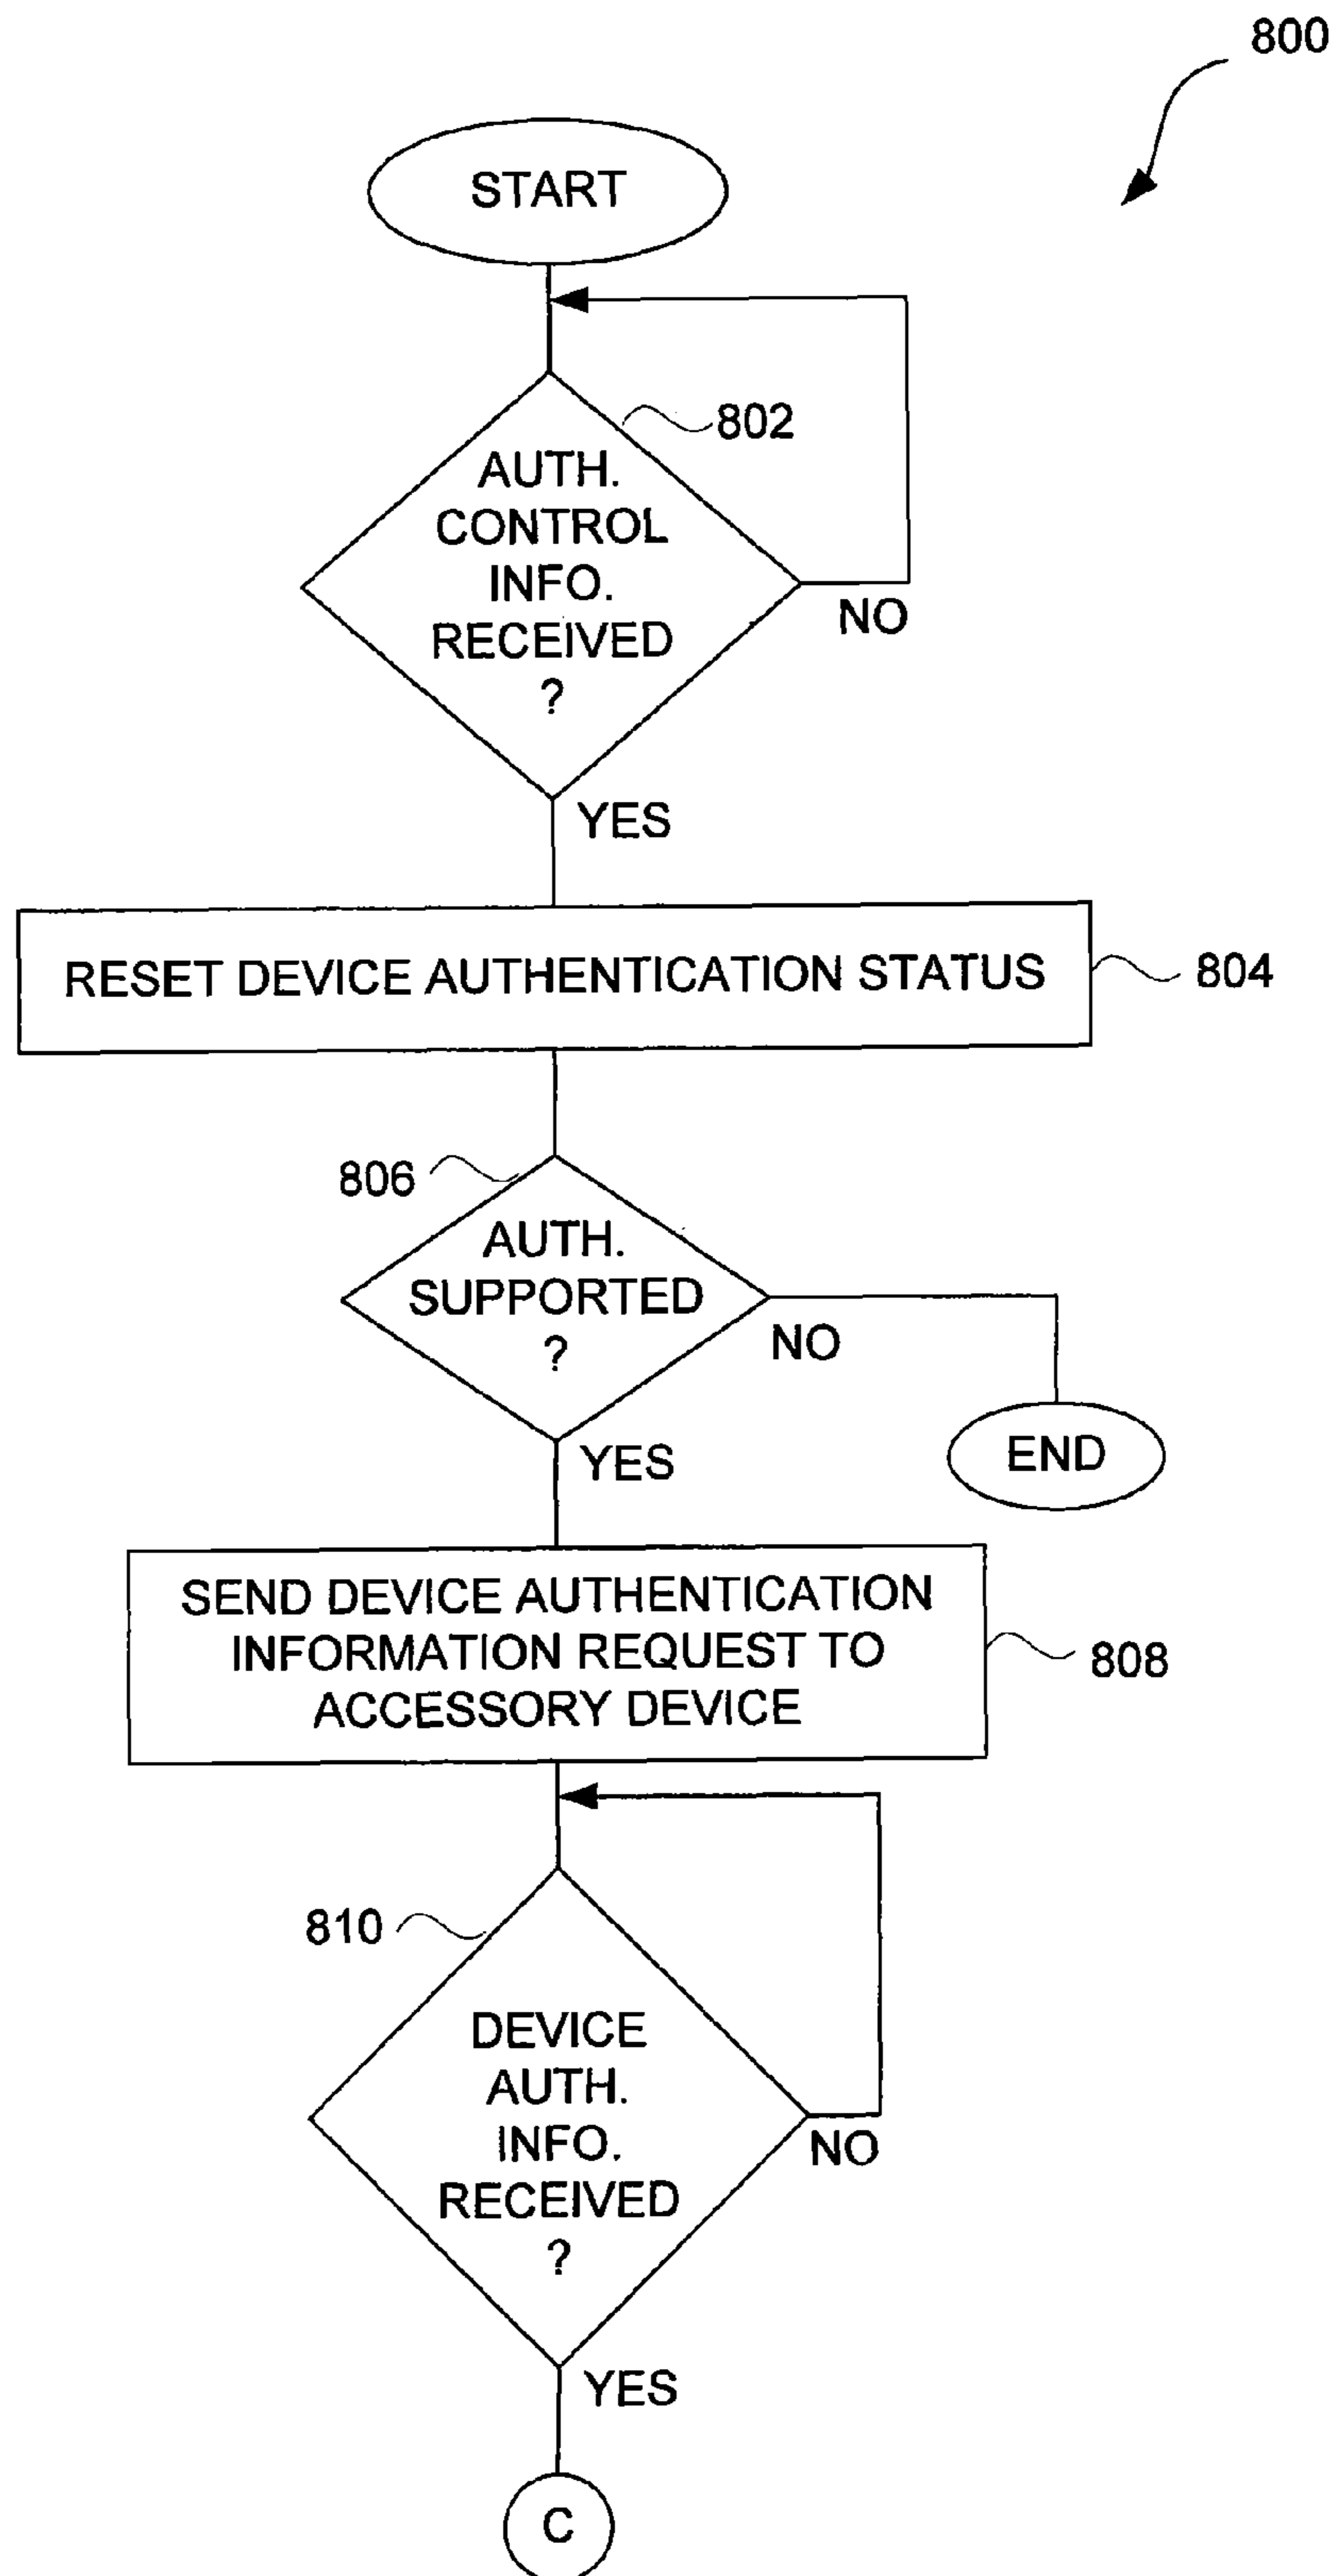 800
START
802
AUTH.
CONTROL
INFO.
RECEIVED
?
NO
YES
RESET DEVICE AUTHENTICATION STATUS
804
806
AUTH.
SUPPORTED
?
NO
YES
END
SEND DEVICE AUTHENTICATION
INFORMATION REQUEST TO
ACCESSORY DEVICE
808
810
DEVICE
AUTH.
INFO.
RECEIVED
?
NO
YES
C